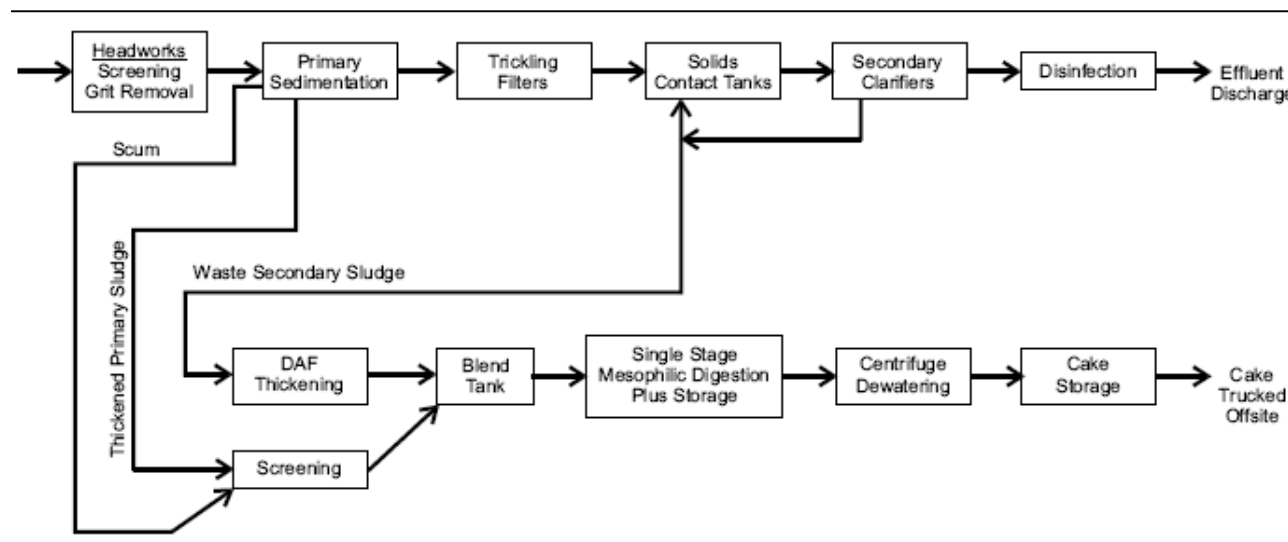 Headworks
Screening
Grit Removal
Primary
Sedimentation
Trickling
Filters
Solids
Contact Tanks
Secondary
Clarifiers
Disinfection
Effluent
Discharge
Scum
Thickened Primary Sludge
Waste Secondary Sludge
DAF
Thickening
Blend
Tank
Single Stage
Mesophilic Digestion
Plus Storage
Centrifuge
Dewatering
Cake
Storage
Cake
Trucked
Offsite
Screening